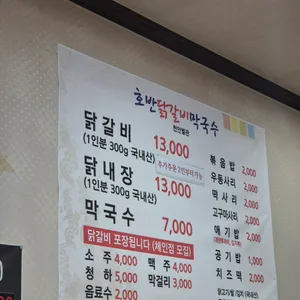 호반닭갈비막국수
천안법원
닭갈비 13,000
(1인분 300g 국내산)
추가주문 2인부터 가능
닭내장 13,000
(1인분 300g 국내산)
막국수 7,000
닭갈비 포장됩니다 (체인점 모집)
소주 4,000 맥주 4,000
청하 5,000 막걸리 3,000
음료수 2,000
볶음밥 2,000
우동사리 2,000
떡사리 2,000
고구마사리 2,000
애기밥 2,000
공기밥 1,000
치즈떡 2,000